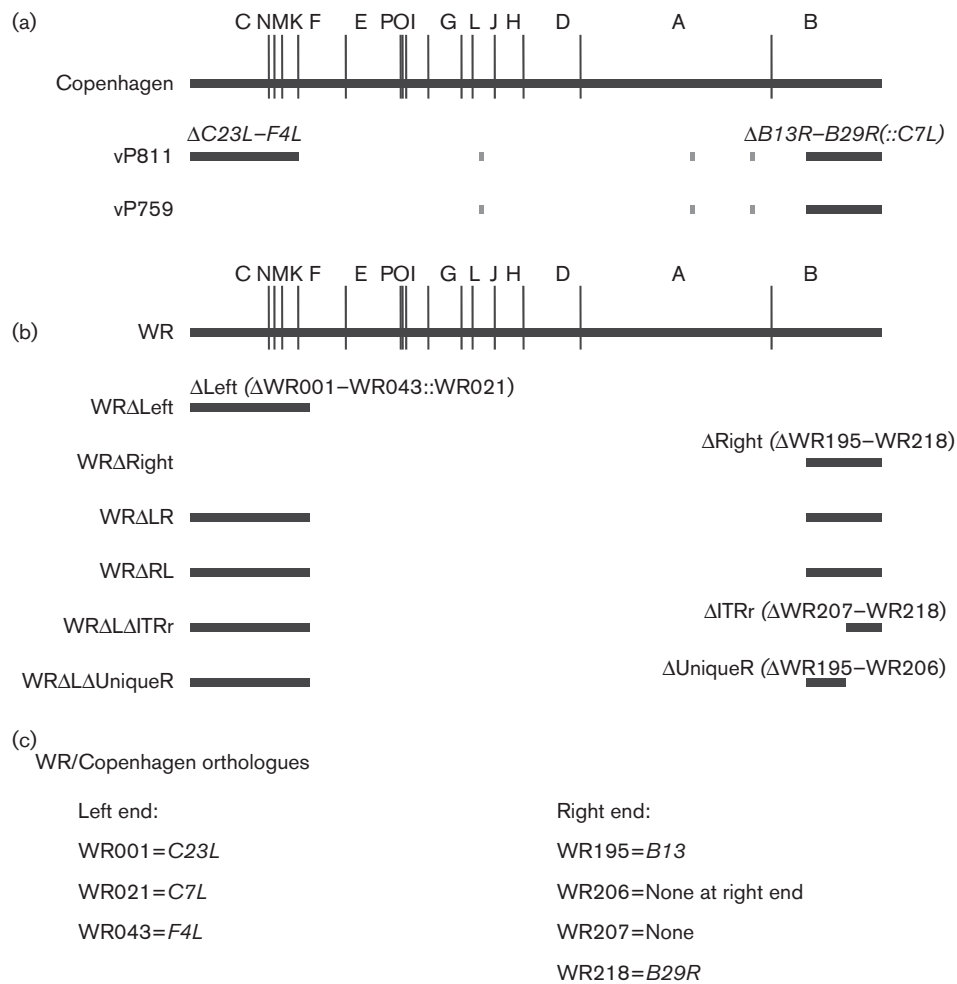 (a)
C NMK F E POI G L J H D A B
Copenhagen
ΔC23L–F4L ΔB13R–B29R(::C7L)
vP811
vP759
C NMK F E POI G L J H D A B
(b) WR
ΔLeft (ΔWR001–WR043::WR021)
WRΔLeft
ΔRight (ΔWR195–WR218)
WRΔRight
WRΔLR
WRΔRL
ΔITRr (ΔWR207–WR218)
WRΔLΔITRr
ΔUniqueR (ΔWR195–WR206)
WRΔLΔUniqueR
(c)
WR/Copenhagen orthologues
Left end: Right end:
WR001=C23L WR195=B13
WR021=C7L WR206=None at right end
WR043=F4L WR207=None
WR218=B29R